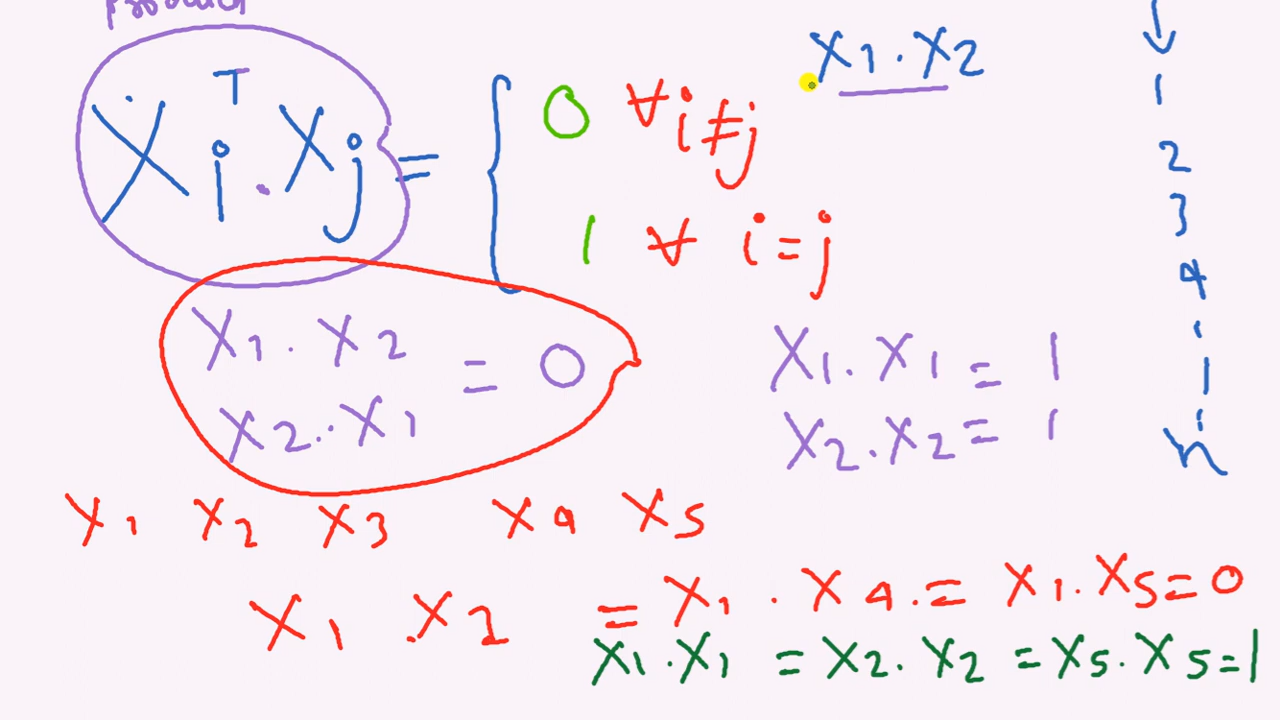 Product
X1 . X2
Xi^T . Xj = { 0 ∀ i ≠ j
1 ∀ i = j
X1 . X2
X2 . X1 = 0
X1 . X1 = 1
X2 . X2 = 1
1
2
3
4
n
X1 X2 X3 X4 X5
X1 . X2 = X1 . X4 . = X1 . X5 = 0
X1 . X1 = X2 . X2 = X5 . X5 = 1